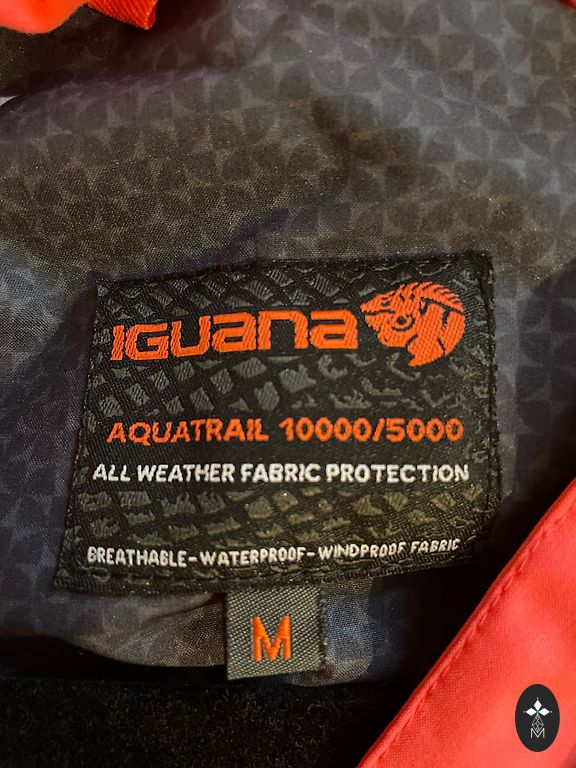 IGUana
AQUATRAIL 10000/5000
ALL WEATHER FABRIC PROTECTION
BREATHABLE-WATERPROOF-WINDPROOF FABRIC
M
M